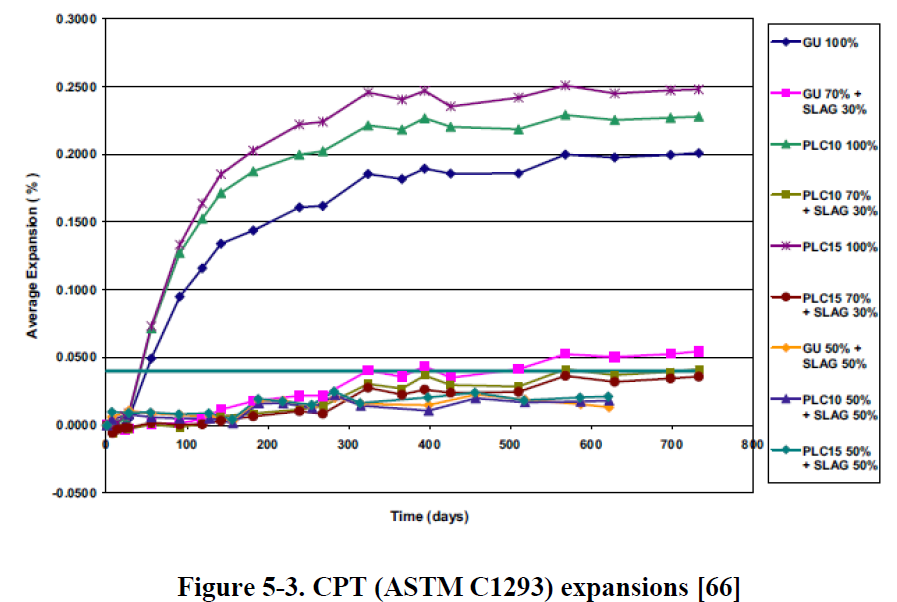 0.3000
0.2500
0.2000
0.1500
0.1000
0.0500
0.0000
-0.0500
Average Expansion ( % )
0 100 200 300 400 500 600 700 800
Time (days)
GU 100%
GU 70% +
SLAG 30%
PLC10 100%
PLC10 70%
+ SLAG 30%
PLC15 100%
PLC15 70%
+ SLAG 30%
GU 50% +
SLAG 50%
PLC10 50%
+ SLAG 50%
PLC15 50%
+ SLAG 50%
Figure 5-3. CPT (ASTM C1293) expansions [66]